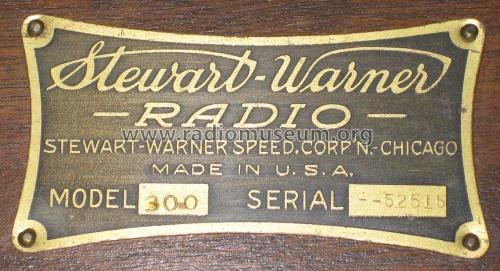 Stewart-Warner
-RADIO-
www.radiomuseum.org
STEWART-WARNER SPEED. CORP'N.-CHICAGO
MADE IN U.S.A.
MODEL 300 SERIAL --52515